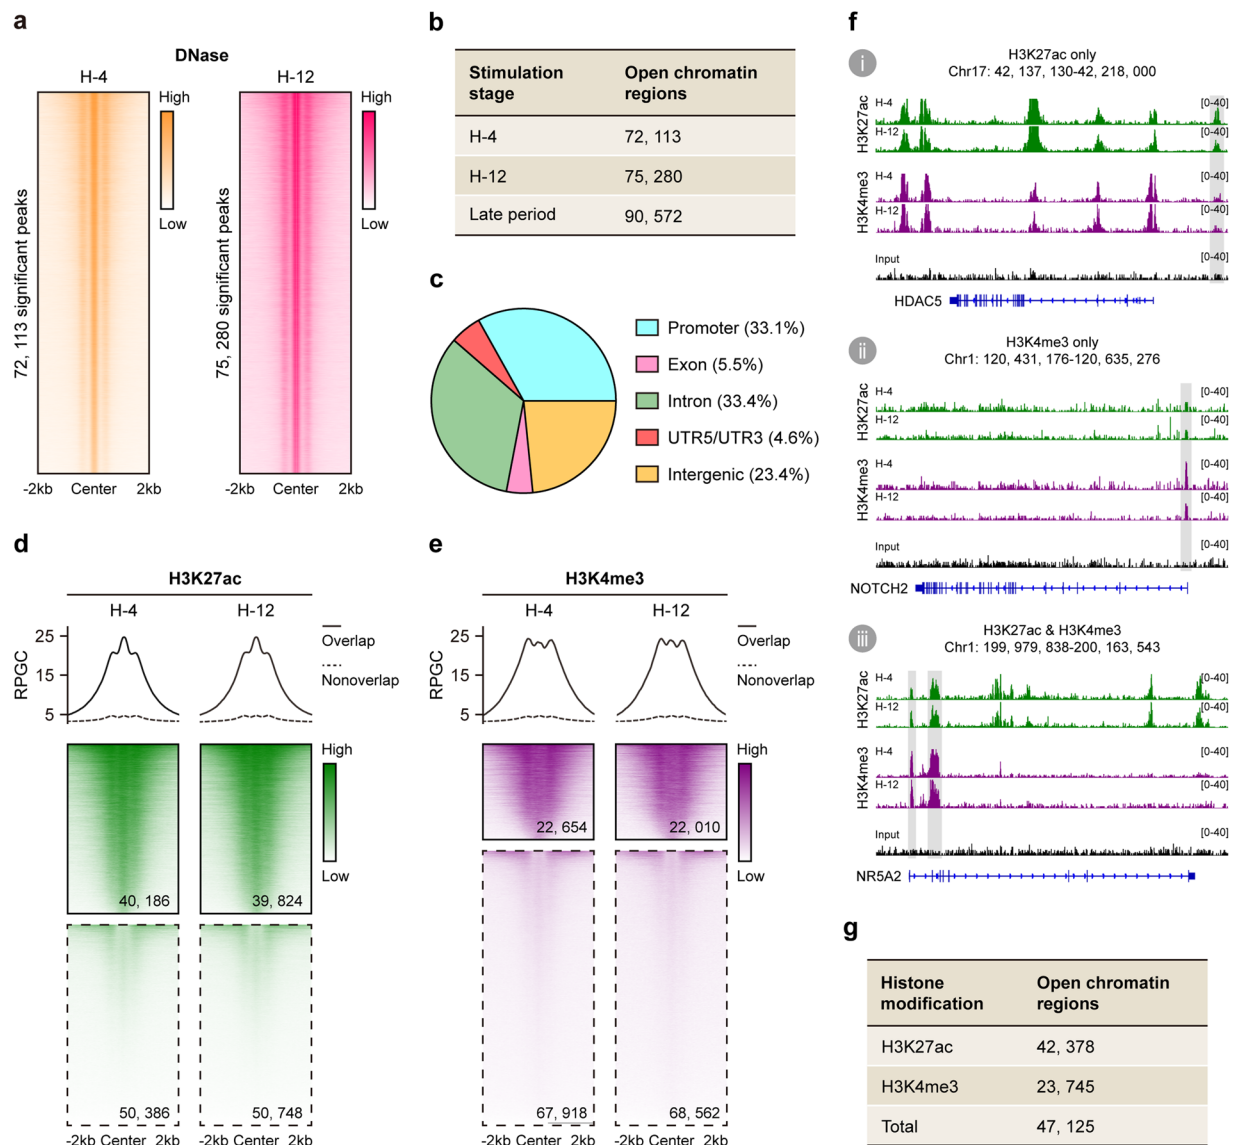 a
DNase
H-4
H-12
High
Low
High
Low
72, 113 significant peaks
75, 280 significant peaks
-2kb Center 2kb
-2kb Center 2kb
b
Stimulation stage
Open chromatin regions
H-4 72, 113
H-12 75, 280
Late period 90, 572
c
Promoter (33.1%)
Exon (5.5%)
Intron (33.4%)
UTR5/UTR3 (4.6%)
Intergenic (23.4%)
d
H3K27ac
H-4
H-12
RPGC
25
15
5
Overlap
Nonoverlap
High
Low
40, 186
39, 824
50, 386
50, 748
-2kb Center 2kb
-2kb Center 2kb
e
H3K4me3
H-4
H-12
RPGC
25
15
5
Overlap
Nonoverlap
High
Low
22, 654
22, 010
67, 918
68, 562
-2kb Center 2kb
-2kb Center 2kb
f
i
H3K27ac only
Chr17: 42, 137, 130-42, 218, 000
H3K27ac
H-4 [0-40]
H-12 [0-40]
H3K4me3
H-4 [0-40]
H-12 [0-40]
Input [0-40]
HDAC5
ii
H3K4me3 only
Chr1: 120, 431, 176-120, 635, 276
H3K27ac
H-4 [0-40]
H-12 [0-40]
H3K4me3
H-4 [0-40]
H-12 [0-40]
Input [0-40]
NOTCH2
iii
H3K27ac & H3K4me3
Chr1: 199, 979, 838-200, 163, 543
H3K27ac
H-4 [0-40]
H-12 [0-40]
H3K4me3
H-4 [0-40]
H-12 [0-40]
Input [0-40]
NR5A2
g
Histone modification
Open chromatin regions
H3K27ac 42, 378
H3K4me3 23, 745
Total 47, 125